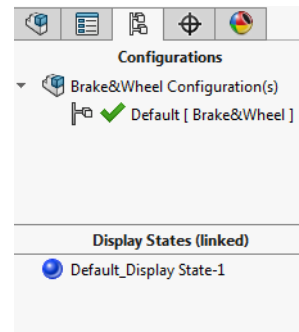 Configurations
Brake&Wheel Configuration(s)
Default [ Brake&Wheel ]
Display States (linked)
Default_Display State-1